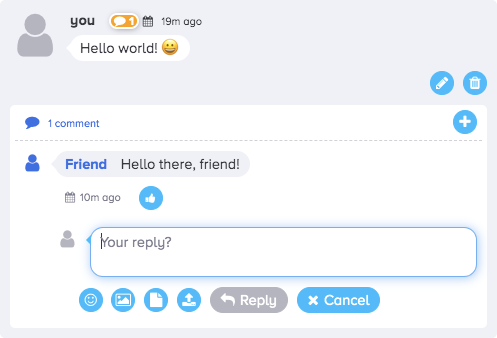 you 1 19m ago
Hello world! 😀
1 comment
Friend Hello there, friend!
10m ago
Your reply?
Reply Cancel